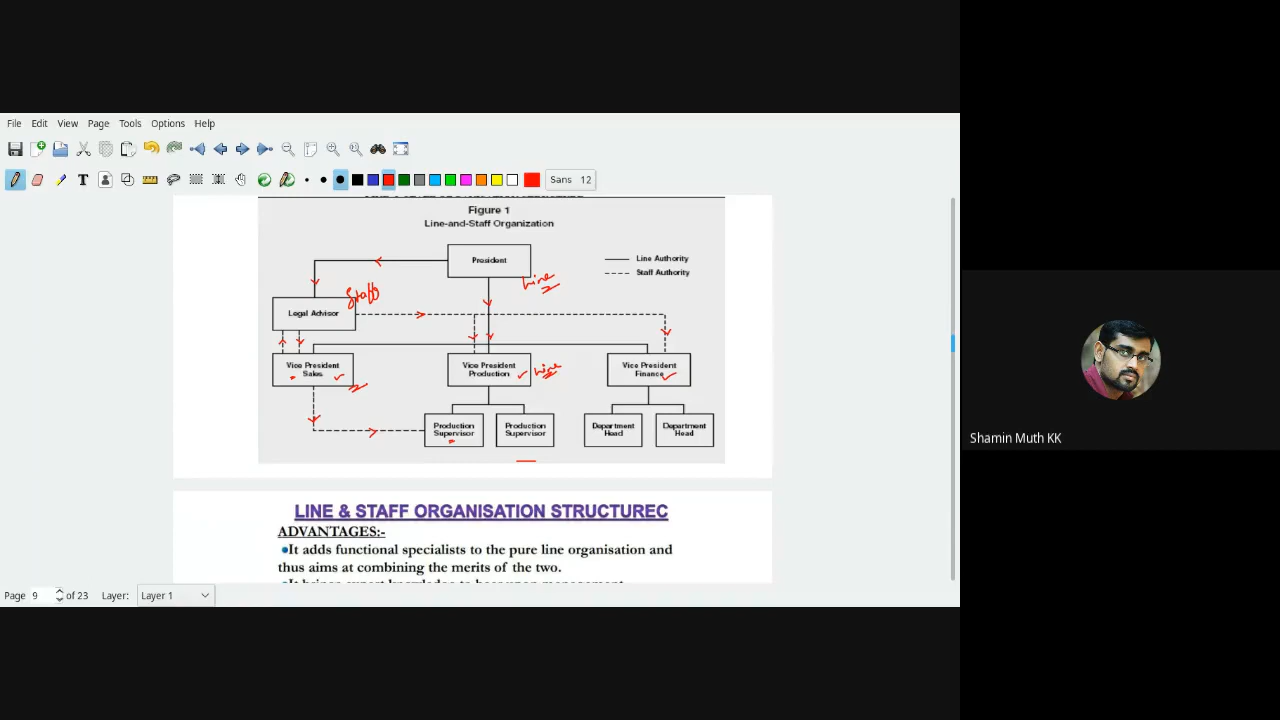 File Edit View Page Tools Options Help
T Sans 12
Figure 1
Line-and-Staff Organization
President
Line Authority
Staff Authority
Line
Staff
Legal Advisor
Vice President
Sales
Vice President
Production
Line
Vice President
Finance
Production
Supervisor
Production
Supervisor
Department
Head
Department
Head
LINE & STAFF ORGANISATION STRUCTUREC
ADVANTAGES:-
•It adds functional specialists to the pure line organisation and
thus aims at combining the merits of the two.
Page 9 of 23 Layer: Layer 1
Shamin Muth KK